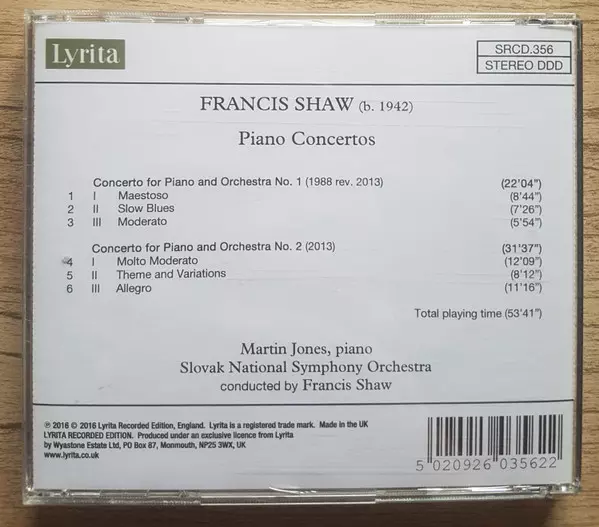 Lyrita
SRCD.356
STEREO DDD
FRANCIS SHAW (b. 1942)
Piano Concertos
Concerto for Piano and Orchestra No. 1 (1988 rev. 2013) (22'04")
1 I Maestoso (8'44")
2 II Slow Blues (7'26")
3 III Moderato (5'54")
Concerto for Piano and Orchestra No. 2 (2013) (31'37")
4 I Molto Moderato (12'09")
5 II Theme and Variations (8'12")
6 III Allegro (11'16")
Total playing time (53'41")
Martin Jones, piano
Slovak National Symphony Orchestra
conducted by Francis Shaw
℗ 2016 © 2016 Lyrita Recorded Edition, England. Lyrita is a registered trade mark. Made in the UK
LYRITA RECORDED EDITION. Produced under an exclusive licence from Lyrita
by Wyastone Estate Ltd, PO Box 87, Monmouth, NP25 3WX, UK
www.lyrita.co.uk
5 020926 035622